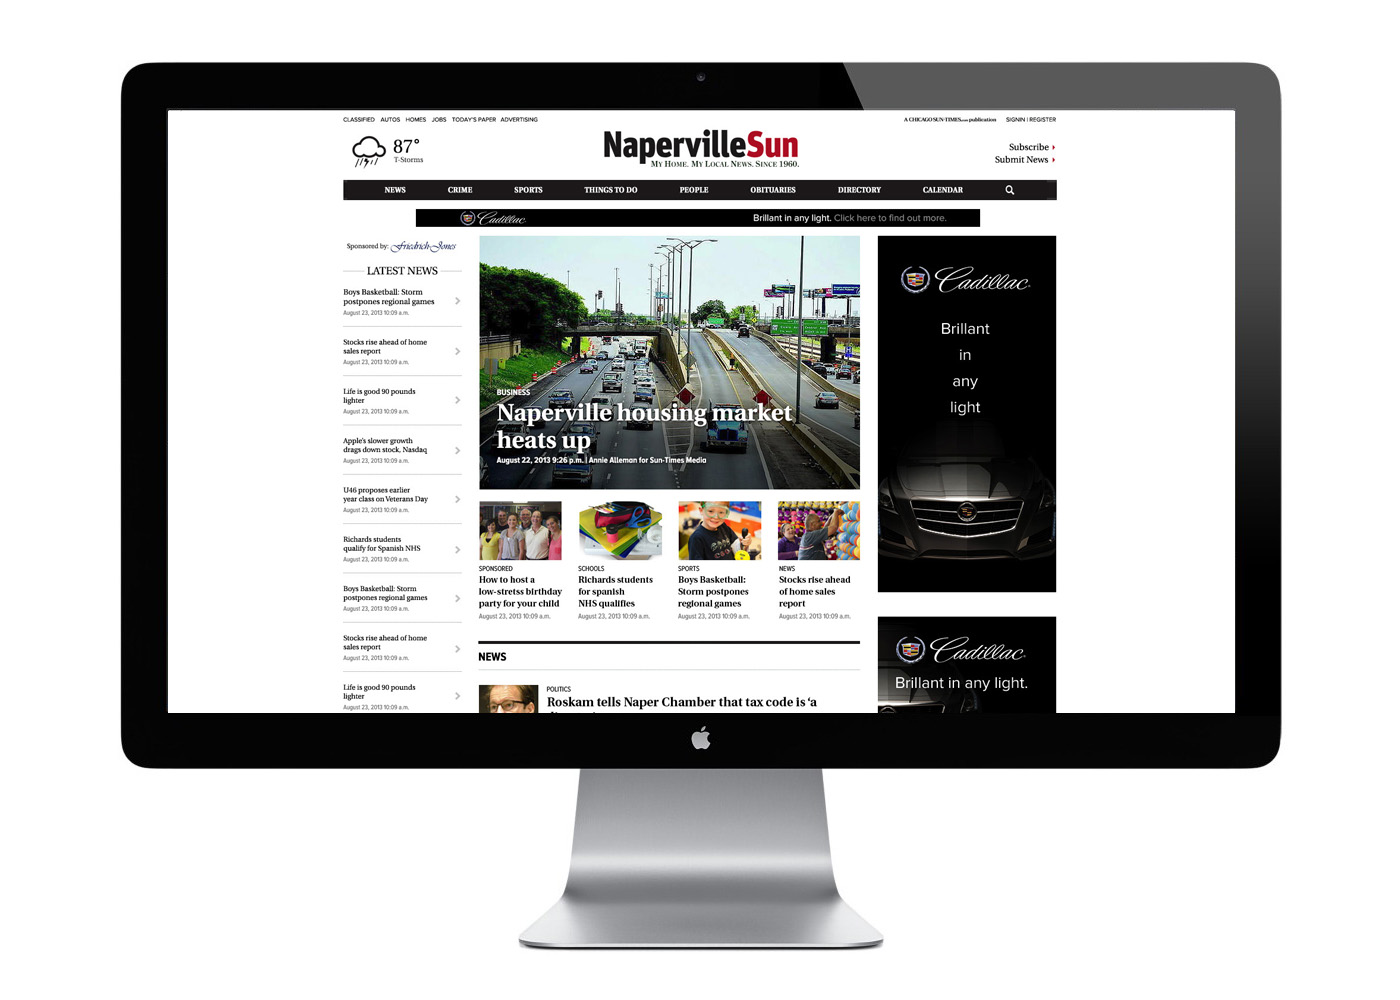 CLASSIFIED AUTOS HOMES JOBS TODAY'S PAPER ADVERTISING
A CHICAGO SUN-TIMES.com publication SIGNIN | REGISTER
87°
T-Storms
NapervilleSun
MY HOME. MY LOCAL NEWS. SINCE 1960.
Subscribe
Submit News
NEWS CRIME SPORTS THINGS TO DO PEOPLE OBITUARIES DIRECTORY CALENDAR
Cadillac Brillant in any light. Click here to find out more.
Sponsored by: Friedrich Jones
LATEST NEWS
Boys Basketball: Storm
postpones regional games
August 23, 2013 10:09 a.m.
Stocks rise ahead of home
sales report
August 23, 2013 10:09 a.m.
Life is good 90 pounds
lighter
August 23, 2013 10:09 a.m.
Apple's slower growth
drags down stock, Nasdaq
August 23, 2013 10:09 a.m.
U46 proposes earlier
year class on Veterans Day
August 23, 2013 10:09 a.m.
Richards students
qualify for Spanish NHS
August 23, 2013 10:09 a.m.
Boys Basketball: Storm
postpones regional games
August 23, 2013 10:09 a.m.
Stocks rise ahead of home
sales report
August 23, 2013 10:09 a.m.
Life is good 90 pounds
lighter
August 23, 2013 10:09 a.m.
BUSINESS
Naperville housing market
heats up
August 22, 2013 9:26 p.m. | Annie Alleman for Sun-Times Media
SPONSORED
How to host a
low-stretss birthday
party for your child
August 23, 2013 10:09 a.m.
SCHOOLS
Richards students
for spanish
NHS qualifies
August 23, 2013 10:09 a.m.
SPORTS
Boys Basketball:
Storm postpones
regional games
August 23, 2013 10:09 a.m.
NEWS
Stocks rise ahead
of home sales
report
August 23, 2013 10:09 a.m.
NEWS
POLITICS
Roskam tells Naper Chamber that tax code is ‘a
Cadillac
Brillant
in
any
light
Cadillac
Brillant in any light.